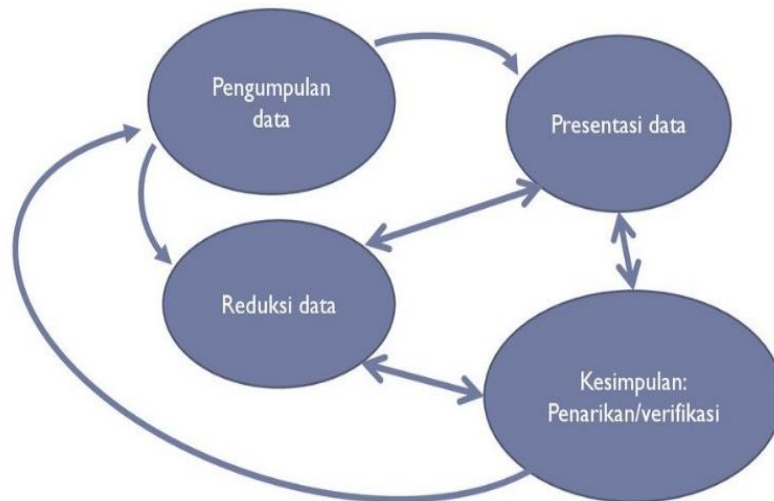 Pengumpulan
data
Presentasi data
Reduksi data
Kesimpulan:
Penarikan/verifikasi